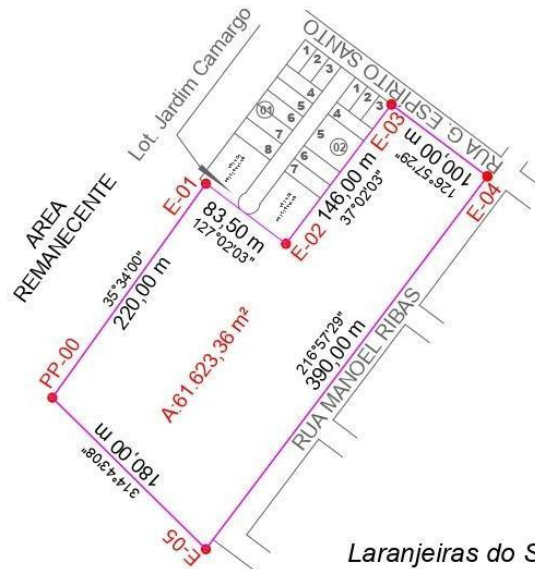 RUA G. ESPIRITO SANTO
Lot. Jardim Camargo
1
2
3
4
5
6
7
8
01
1
2
3
4
5
6
7
02
1
2
3
E-01
E-02
E-03
E-04
E-05
PP-00
83,50 m
127°02'03"
146,00 m
37°02'03"
100,00 m
126°57'29"
AREA
REMANECENTE
35°34'00"
220,00 m
A:61.623,36 m²
216°57'29"
390,00 m
RUA MANOEL RIBAS
180,00 m
314°43'08"
Laranjeiras do S